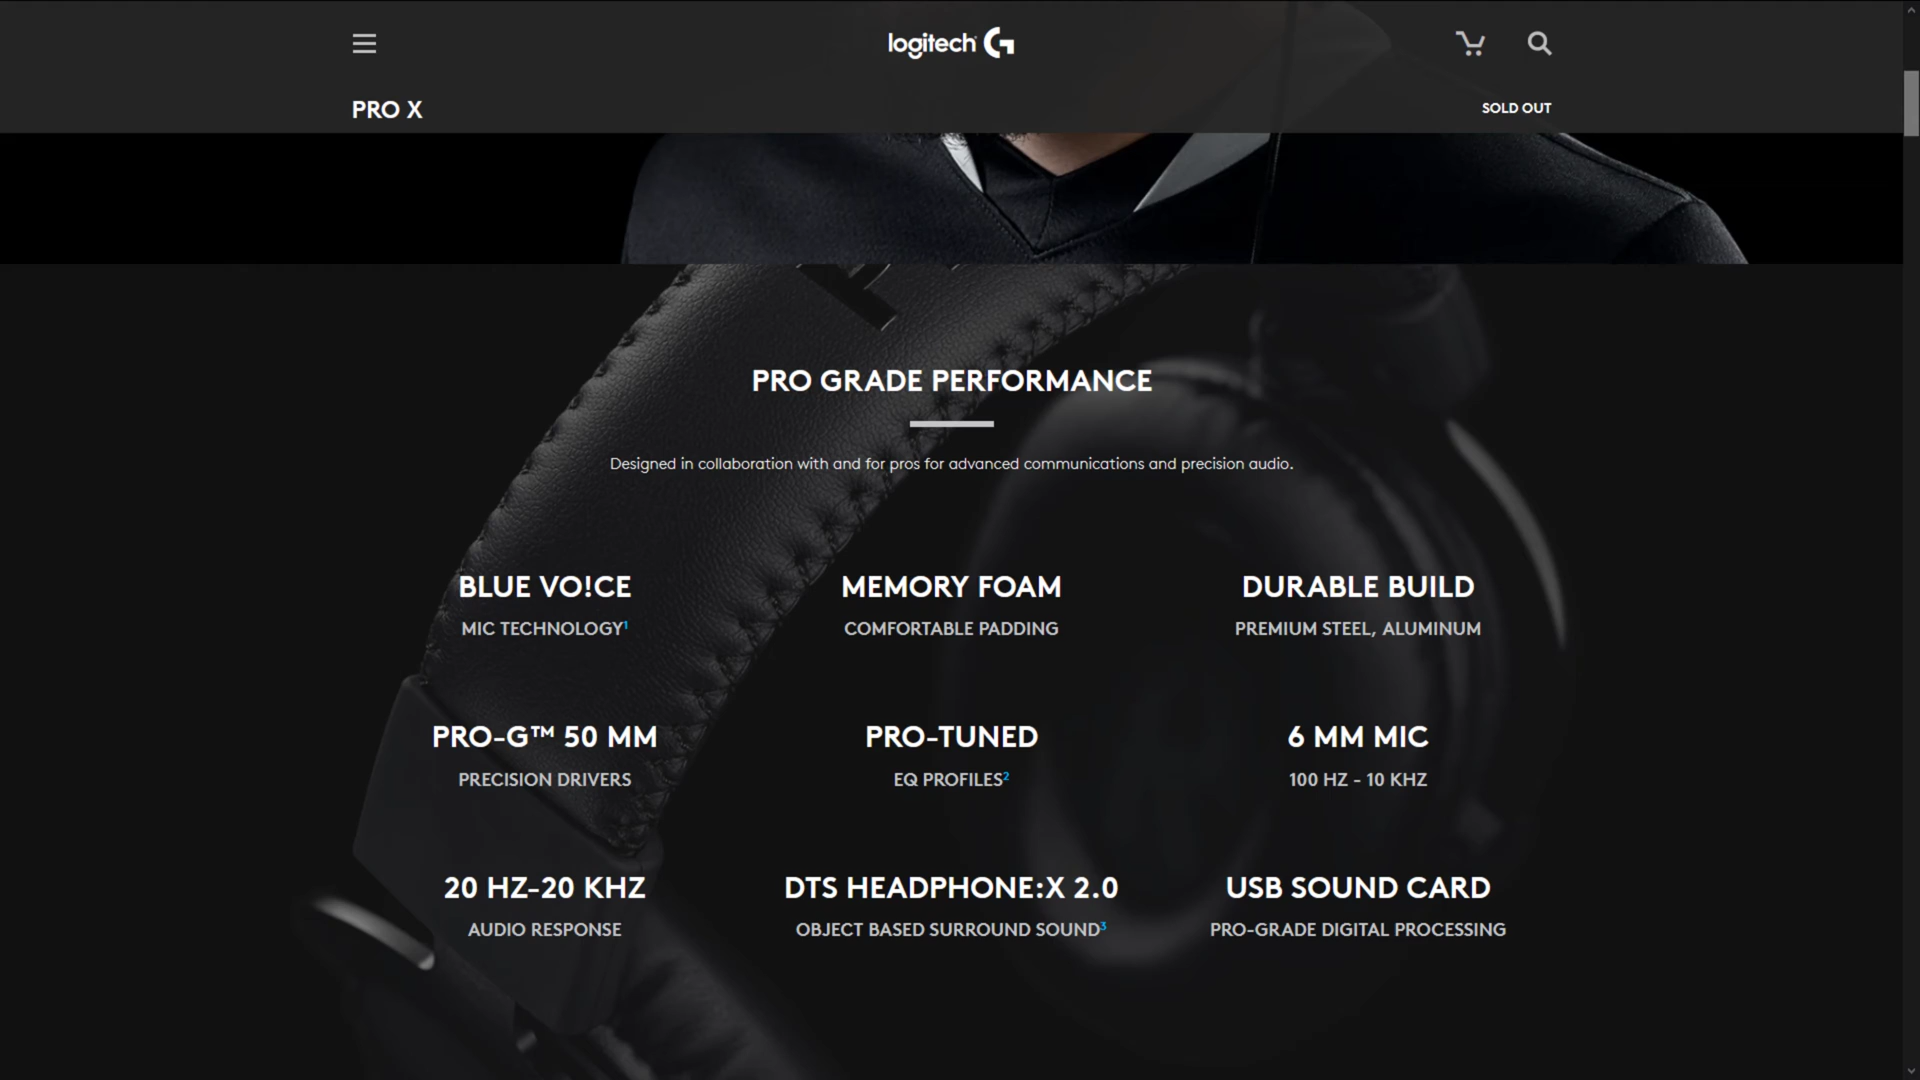 logitech G
PRO X
SOLD OUT
PRO GRADE PERFORMANCE
Designed in collaboration with and for pros for advanced communications and precision audio.
BLUE VO!CE
MIC TECHNOLOGY¹
MEMORY FOAM
COMFORTABLE PADDING
DURABLE BUILD
PREMIUM STEEL, ALUMINUM
PRO-G™ 50 MM
PRECISION DRIVERS
PRO-TUNED
EQ PROFILES²
6 MM MIC
100 HZ - 10 KHZ
20 HZ-20 KHZ
AUDIO RESPONSE
DTS HEADPHONE:X 2.0
OBJECT BASED SURROUND SOUND³
USB SOUND CARD
PRO-GRADE DIGITAL PROCESSING